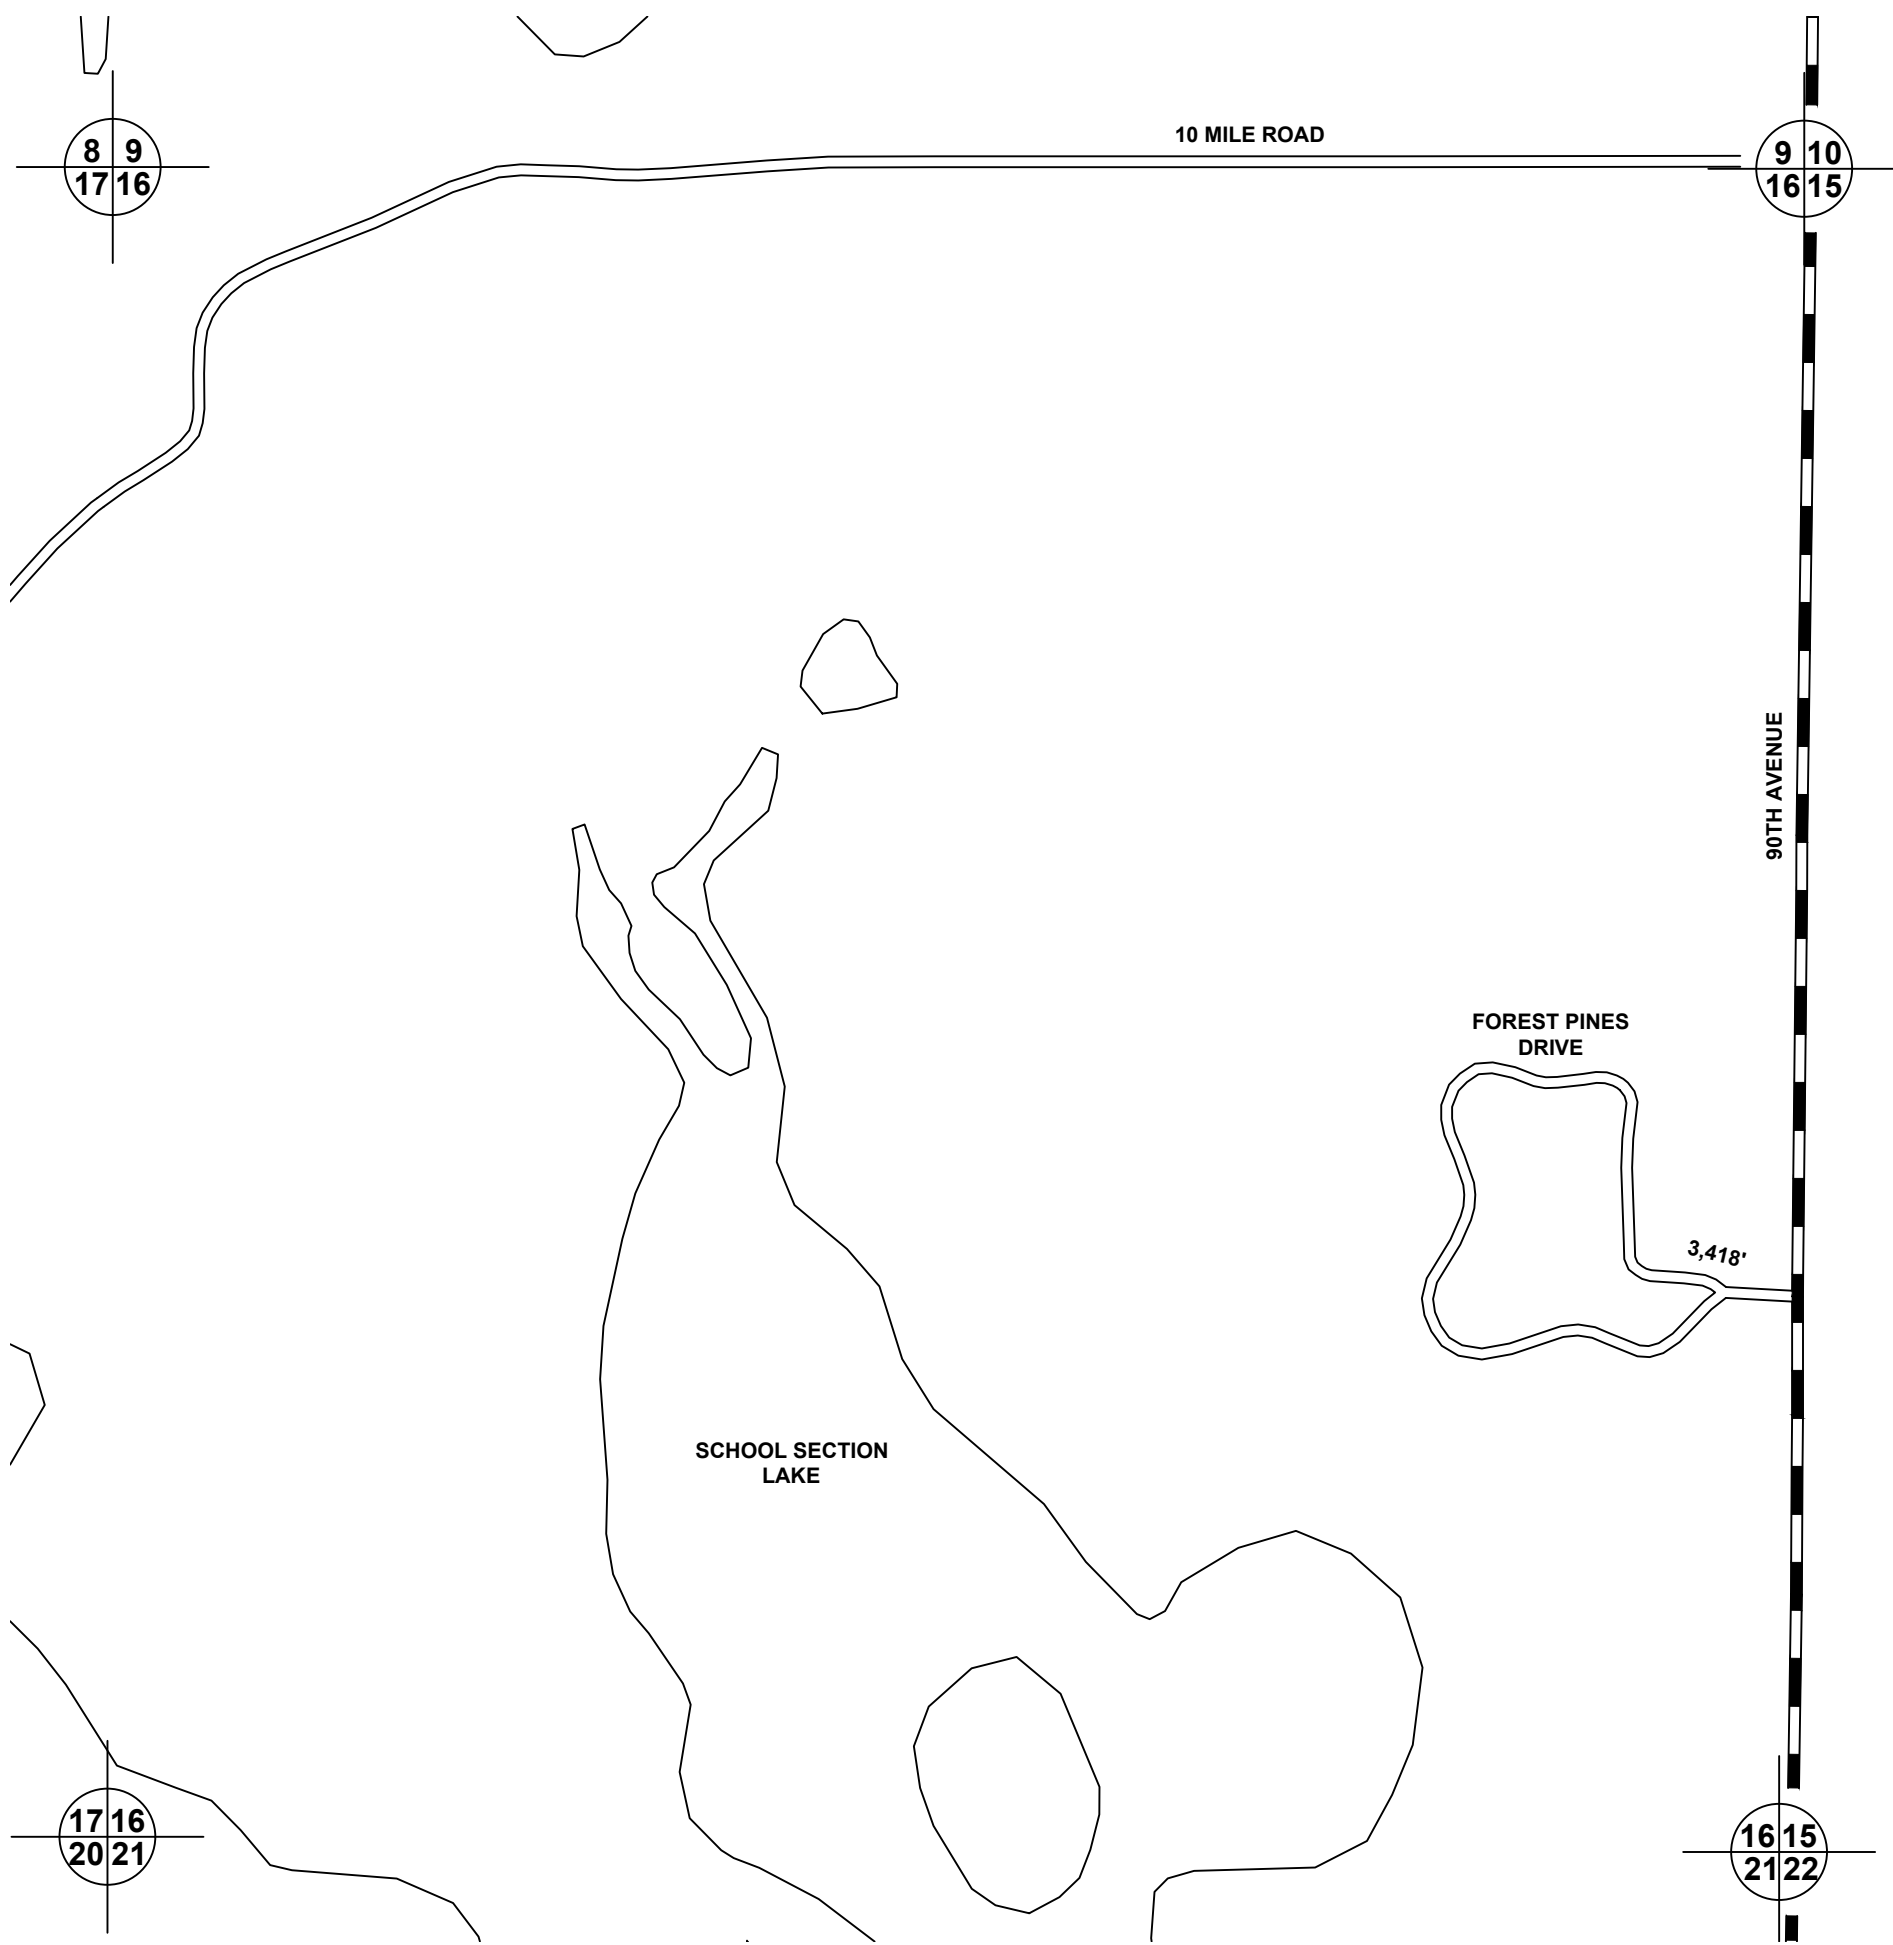 10 MILE ROAD
8 9
17 16
9 10
16 15
90TH AVENUE
FOREST PINES
DRIVE
3,418'
SCHOOL SECTION
LAKE
17 16
20 21
16 15
21 22